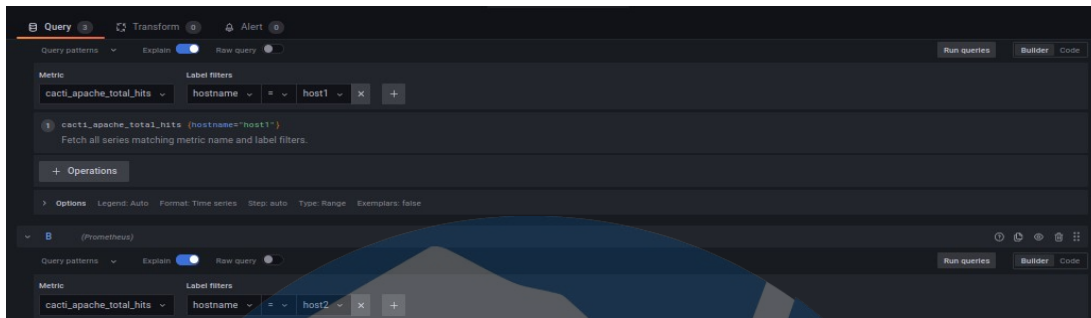 Query 3 Transform 0 Alert 0
Query patterns Explain Raw query Run queries Builder Code
Metric Label filters
cacti_apache_total_hits hostname = host1 × +
1 cacti_apache_total_hits {hostname="host1"}
Fetch all series matching metric name and label filters.
+ Operations
> Options Legend: Auto Format: Time series Step: auto Type: Range Exemplars: false
B (Prometheus)
Query patterns Explain Raw query Run queries Builder Code
Metric Label filters
cacti_apache_total_hits hostname = host2 × +